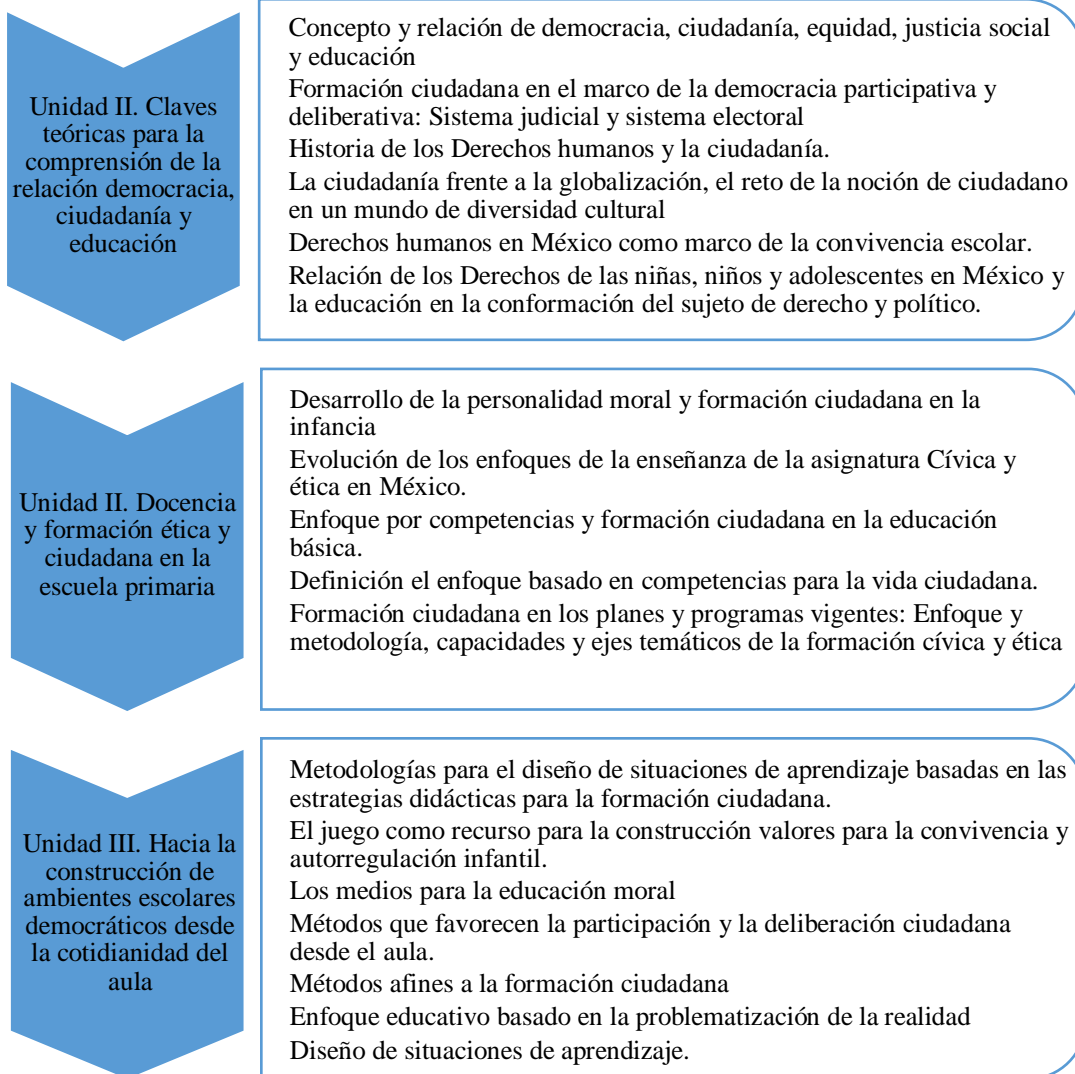 Unidad II. Claves
teóricas para la
comprensión de la
relación democracia,
ciudadanía y
educación
Concepto y relación de democracia, ciudadanía, equidad, justicia social
y educación
Formación ciudadana en el marco de la democracia participativa y
deliberativa: Sistema judicial y sistema electoral
Historia de los Derechos humanos y la ciudadanía.
La ciudadanía frente a la globalización, el reto de la noción de ciudadano
en un mundo de diversidad cultural
Derechos humanos en México como marco de la convivencia escolar.
Relación de los Derechos de las niñas, niños y adolescentes en México y
la educación en la conformación del sujeto de derecho y político.
Unidad II. Docencia
y formación ética y
ciudadana en la
escuela primaria
Desarrollo de la personalidad moral y formación ciudadana en la
infancia
Evolución de los enfoques de la enseñanza de la asignatura Cívica y
ética en México.
Enfoque por competencias y formación ciudadana en la educación
básica.
Definición el enfoque basado en competencias para la vida ciudadana.
Formación ciudadana en los planes y programas vigentes: Enfoque y
metodología, capacidades y ejes temáticos de la formación cívica y ética
Unidad III. Hacia la
construcción de
ambientes escolares
democráticos desde
la cotidianidad del
aula
Metodologías para el diseño de situaciones de aprendizaje basadas en las
estrategias didácticas para la formación ciudadana.
El juego como recurso para la construcción valores para la convivencia y
autorregulación infantil.
Los medios para la educación moral
Métodos que favorecen la participación y la deliberación ciudadana
desde el aula.
Métodos afines a la formación ciudadana
Enfoque educativo basado en la problematización de la realidad
Diseño de situaciones de aprendizaje.